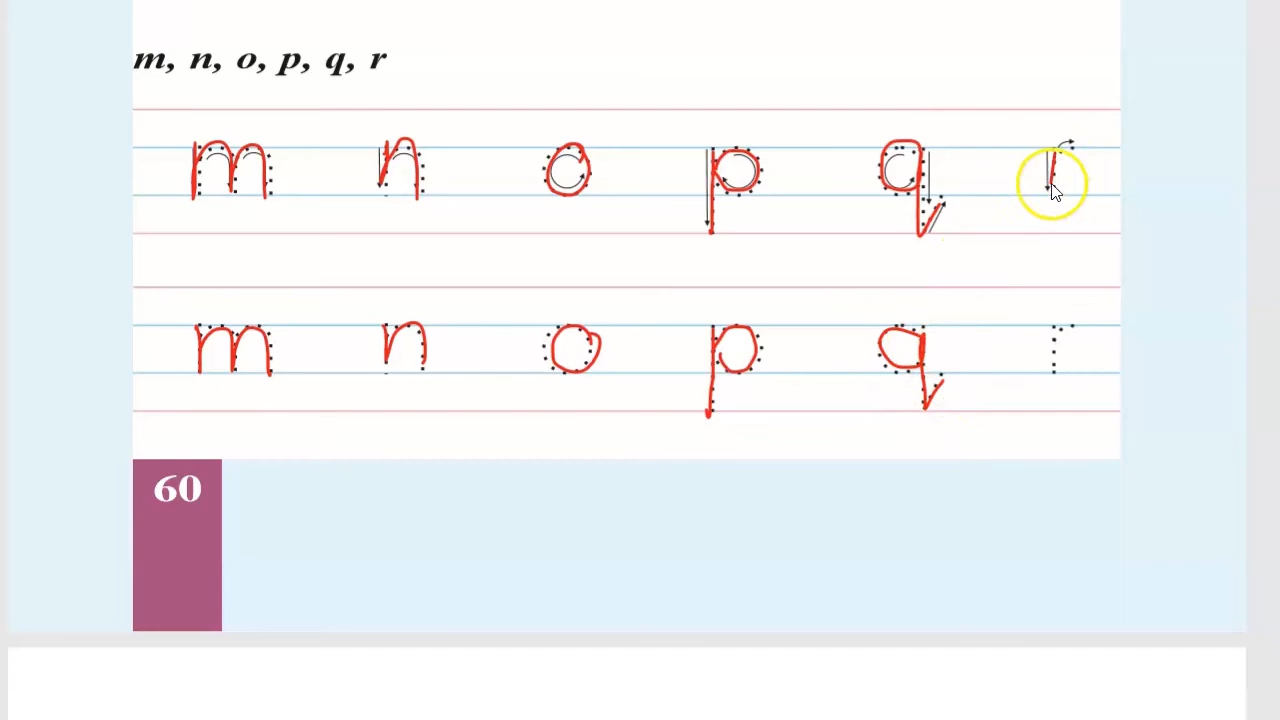 m, n, o, p, q, r
m n o p q r
m n o p q r
60